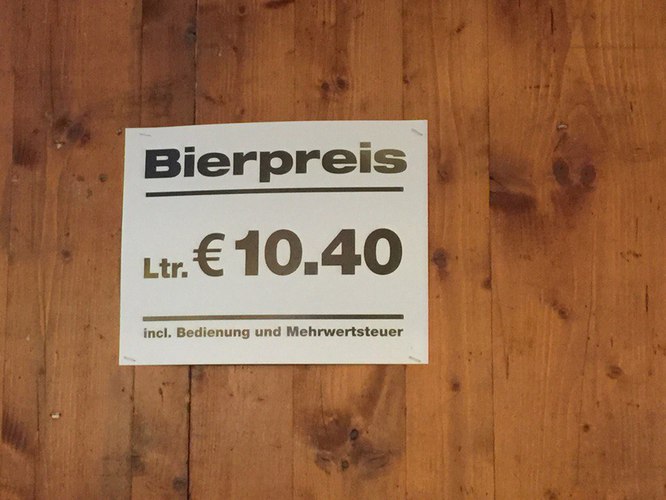 Bierpreis
Ltr. € 10.40
incl. Bedienung und Mehrwertsteuer